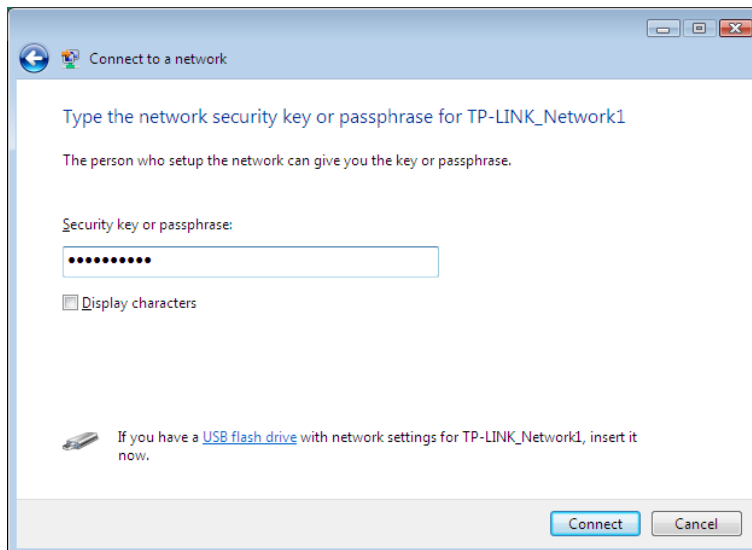 Connect to a network
Type the network security key or passphrase for TP-LINK_Network1
The person who setup the network can give you the key or passphrase.
Security key or passphrase:
••••••••••
Display characters
If you have a USB flash drive with network settings for TP-LINK_Network1, insert it
now.
Connect Cancel